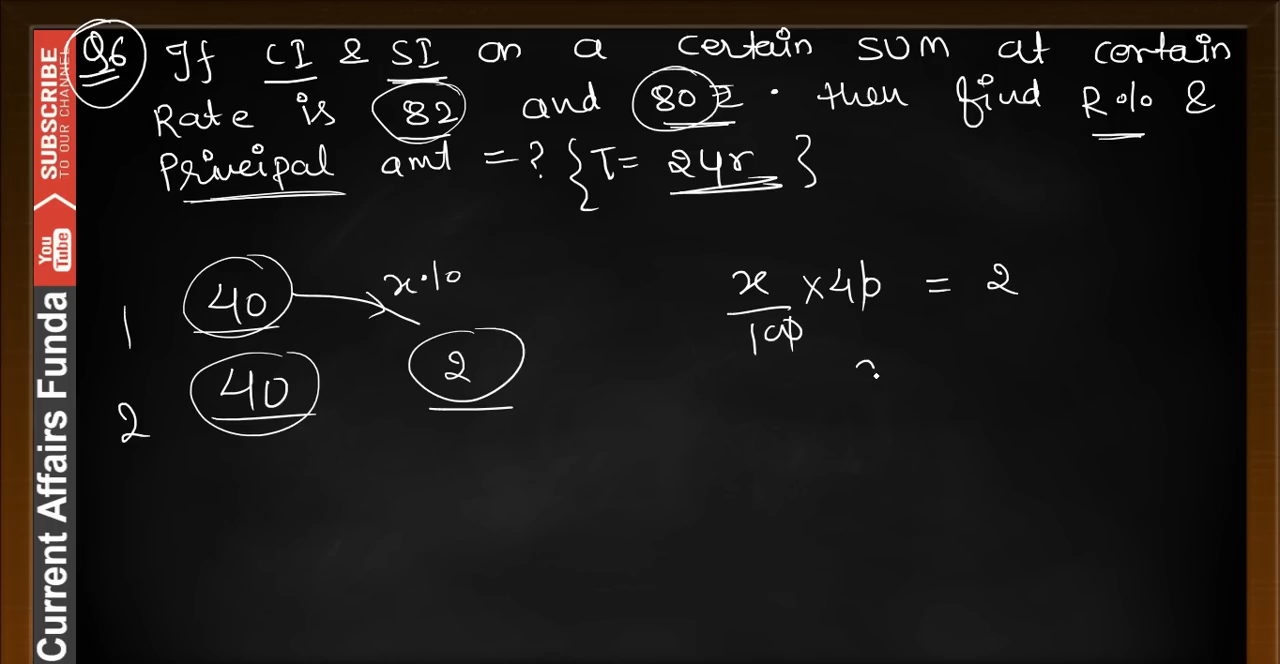 Q6 If CI & SI on a certain sum at certain
Rate is 82 and 80₹. then find R% &
Principal amt = ? {T= 2yr}
1 40 x%
2 40 2
x/100 × 40 = 2
SUBSCRIBE
TO OUR CHANNEL
You Tube
Current Affairs Funda